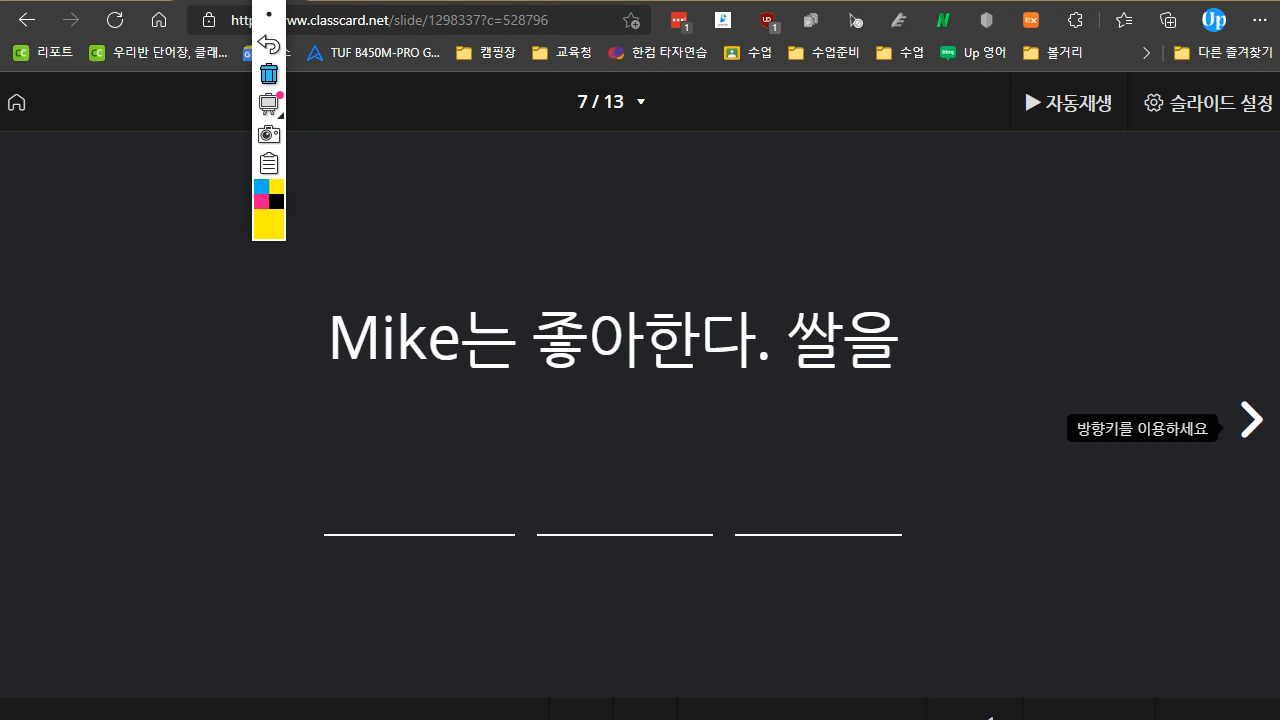 www.classcard.net/slide/1298337?c=528796
리포트 우리반 단어장, 클래... TUF B450M-PRO G... 캠핑장 교육청 한컴 타자연습 수업 수업준비 수업 Up 영어 볼거리 다른 즐겨찾기
7 / 13 자동재생 슬라이드 설정
Mike는 좋아한다. 쌀을
방향키를 이용하세요